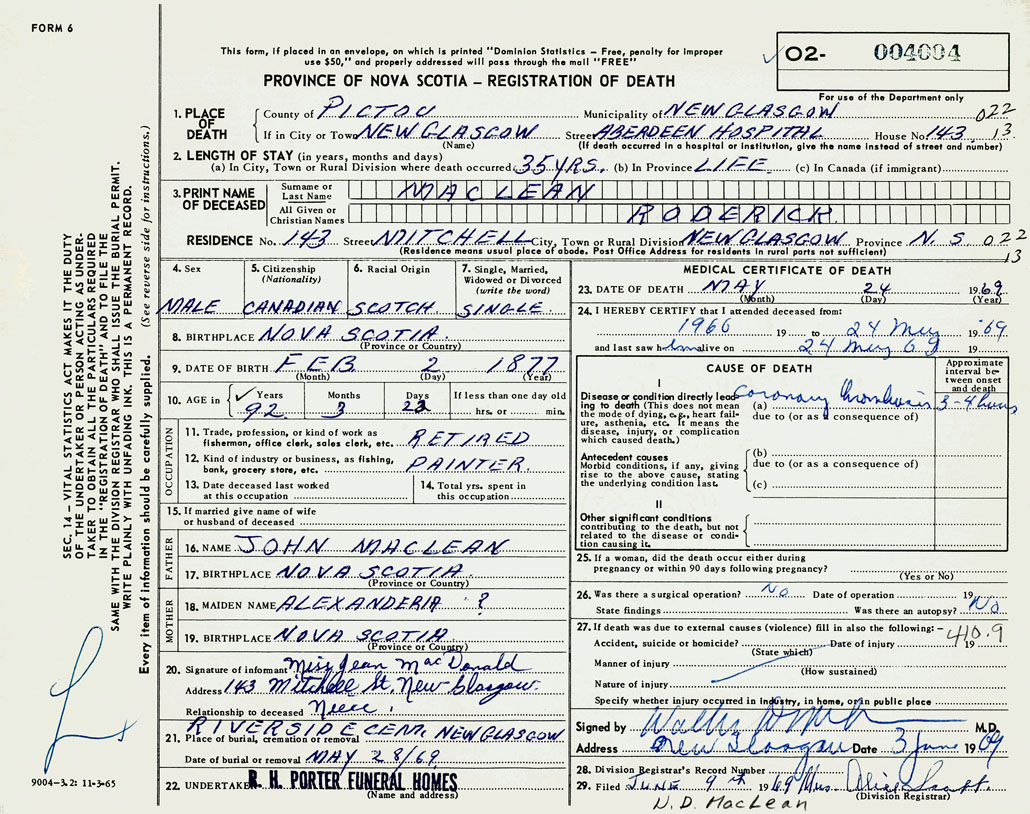 FORM 6
This form, if placed in an envelope, on which is printed "Dominion Statistics – Free, penalty for improper
use $50," and properly addressed will pass through the mail "FREE"
PROVINCE OF NOVA SCOTIA – REGISTRATION OF DEATH
O2- 004004
For use of the Department only
1. PLACE OF DEATH
County of PICTOU Municipality of NEW GLASGOW 022
If in City or Town NEW GLASGOW Street ABERDEEN HOSPITAL House No 143 13
(Name) (If death occurred in a hospital or institution, give the name instead of street and number)
2. LENGTH OF STAY (in years, months and days)
(a) In City, Town or Rural Division where death occurred 35 YRS. (b) In Province LIFE (c) In Canada (if immigrant)
3. PRINT NAME OF DECEASED
Surname or Last Name MACLEAN
All Given or Christian Names RODERICK
RESIDENCE No. 143 Street MITCHELL City, Town or Rural Division NEW GLASGOW Province N.S 022
(Residence means usual place of abode. Post Office Address for residents in rural parts not sufficient) 13
4. Sex
MALE
5. Citizenship
(Nationality)
CANADIAN
6. Racial Origin
SCOTCH
7. Single, Married,
Widowed or Divorced
(write the word)
SINGLE
8. BIRTHPLACE NOVA SCOTIA
(Province or Country)
9. DATE OF BIRTH FEB 2 1877
(Month) (Day) (Year)
10. AGE in
Years Months Days If less than one day old
92 3 22 hrs. or min.
OCCUPATION
11. Trade, profession, or kind of work as
fisherman, office clerk, sales clerk, etc. RETIRED
12. Kind of industry or business, as fishing,
bank, grocery store, etc. PAINTER.
13. Date deceased last worked
at this occupation
14. Total yrs. spent in
this occupation
15. If married give name of wife
or husband of deceased
FATHER
16. NAME JOHN MACLEAN
17. BIRTHPLACE NOVA SCOTIA
(Province or Country)
MOTHER
18. MAIDEN NAME ALEXANDERIA ?
19. BIRTHPLACE NOVA SCOTIA
(Province or Country)
20. Signature of informant Miss Jean MacDonald
Address 143 Mitchell St, New Glasgow.
Relationship to deceased Niece.
RIVERSIDE CEM. NEW GLASGOW
21. Place of burial, cremation or removal
Date of burial or removal MAY 28/69
22. UNDERTAKER R. H. PORTER FUNERAL HOMES
(Name and address)
MEDICAL CERTIFICATE OF DEATH
23. DATE OF DEATH MAY 24 1969
(Month) (Day) (Year)
24. I HEREBY CERTIFY that I attended deceased from:
1966 19 to 24 May 1969
and last saw him alive on 24 May 69 19
CAUSE OF DEATH
Approximate
interval be-
tween onset
and death
I
Disease or condition directly lead-
ing to death (This does not mean
the mode of dying, e.g., heart fail-
ure, asthenia, etc. It means the
disease, injury, or complication
which caused death.)
(a) coronary thrombosis 3-4 hours
due to (or as a consequence of)
Antecedent causes
Morbid conditions, if any, giving
rise to the above cause, stating
the underlying condition last.
(b)
due to (or as a consequence of)
(c)
II
Other significant conditions
contributing to the death, but not
related to the disease or condi-
tion causing it.
25. If a woman, did the death occur either during
pregnancy or within 90 days following pregnancy?
(Yes or No)
26. Was there a surgical operation? No Date of operation 19
State findings Was there an autopsy? No
27. If death was due to external causes (violence) fill in also the following: – 410.9
Accident, suicide or homicide? Date of injury 19
(State which)
Manner of injury
(How sustained)
Nature of injury
Specify whether injury occurred in Industry, in home, or in public place
Signed by M.D.
Address New Glasgow Date 3 June 1969
28. Division Registrar's Record Number
29. Filed JUNE 9th 1969 Mrs.
(Division Registrar)
N.D. MacLean
SEC. 14 – VITAL STATISTICS ACT MAKES IT THE DUTY
OF THE UNDERTAKER OR PERSON ACTING AS UNDER-
TAKER TO OBTAIN ALL THE PARTICULARS REQUIRED
IN THE "REGISTRATION OF DEATH" AND TO FILE THE
SAME WITH THE DIVISION REGISTRAR WHO SHALL ISSUE THE BURIAL PERMIT.
WRITE PLAINLY WITH UNFADING INK. THIS IS A PERMANENT RECORD.
Every item of information should be carefully supplied. (See reverse side for instructions.)
9004-3.2: 11-3-65